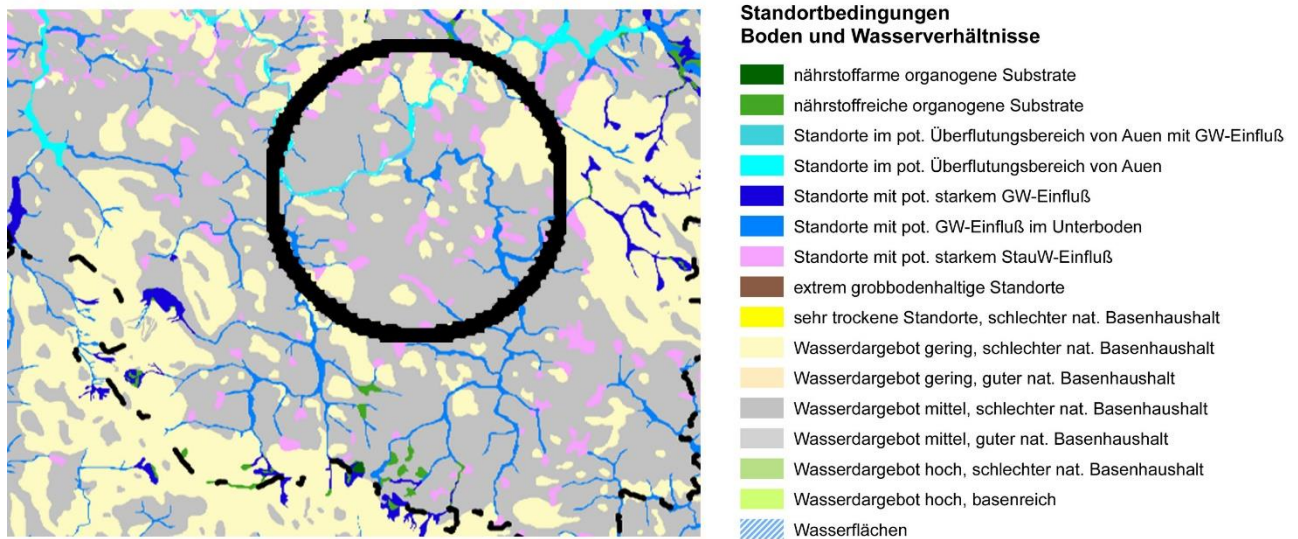 Standortbedingungen
Boden und Wasserverhältnisse
nährstoffarme organogene Substrate
nährstoffreiche organogene Substrate
Standorte im pot. Überflutungsbereich von Auen mit GW-Einfluß
Standorte im pot. Überflutungsbereich von Auen
Standorte mit pot. starkem GW-Einfluß
Standorte mit pot. GW-Einfluß im Unterboden
Standorte mit pot. starkem StauW-Einfluß
extrem grobbodenhaltige Standorte
sehr trockene Standorte, schlechter nat. Basenhaushalt
Wasserdargebot gering, schlechter nat. Basenhaushalt
Wasserdargebot gering, guter nat. Basenhaushalt
Wasserdargebot mittel, schlechter nat. Basenhaushalt
Wasserdargebot mittel, guter nat. Basenhaushalt
Wasserdargebot hoch, schlechter nat. Basenhaushalt
Wasserdargebot hoch, basenreich
Wasserflächen